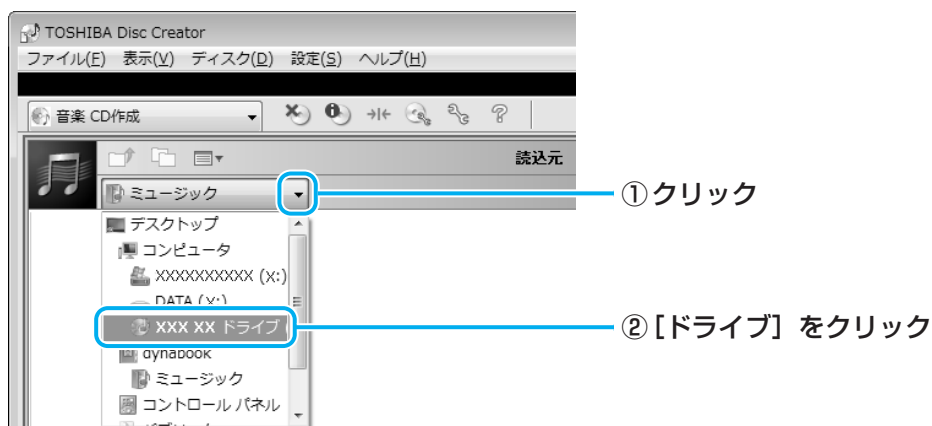 TOSHIBA Disc Creator
ファイル(F) 表示(V) ディスク(D) 設定(S) ヘルプ(H)
音楽 CD作成
読込元
ミュージック
①クリック
デスクトップ
コンピュータ
XXXXXXXXXX (X:)
DATA (X:)
XXX XX ドライブ
②[ドライブ]をクリック
dynabook
ミュージック
コントロール パネル